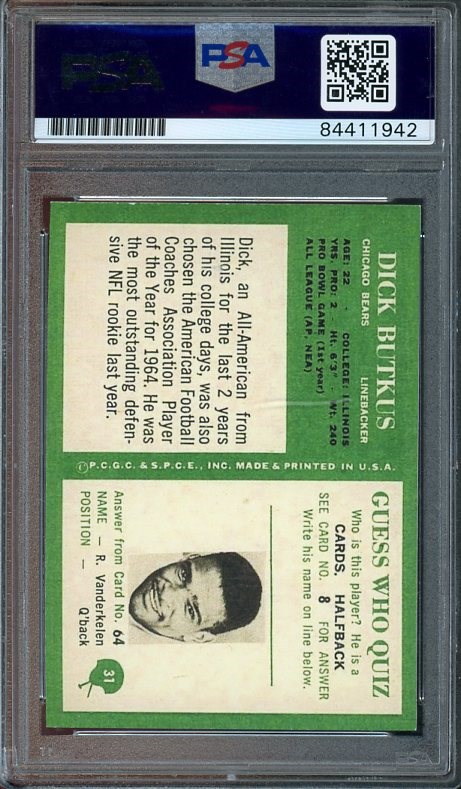 PSA
PSA
84411942
DICK BUTKUS
CHICAGO BEARS LINEBACKER
AGE: 22 · COLLEGE: ILLINOIS
YRS. PRO: 2 · Ht. 6'3" · Wt. 240
PRO BOWL GAME (1st year)
ALL LEAGUE (AP, NEA)
Dick, an All-American from
Illinois for the last 2 years
of his college days, was also
chosen the American Football
Coaches Association Player
of the Year for 1964. He was
the most outstanding defen-
sive NFL rookie last year.
©P.C.G.C. & S.P.C.E., INC. MADE & PRINTED IN U.S.A.
GUESS WHO QUIZ
Who is this player? He is a
CARDS, HALFBACK
SEE CARD NO. 8 FOR ANSWER
Write his name on line below.
Answer from Card No. 64
NAME — R. Vanderkelen
POSITION — Q'back
31